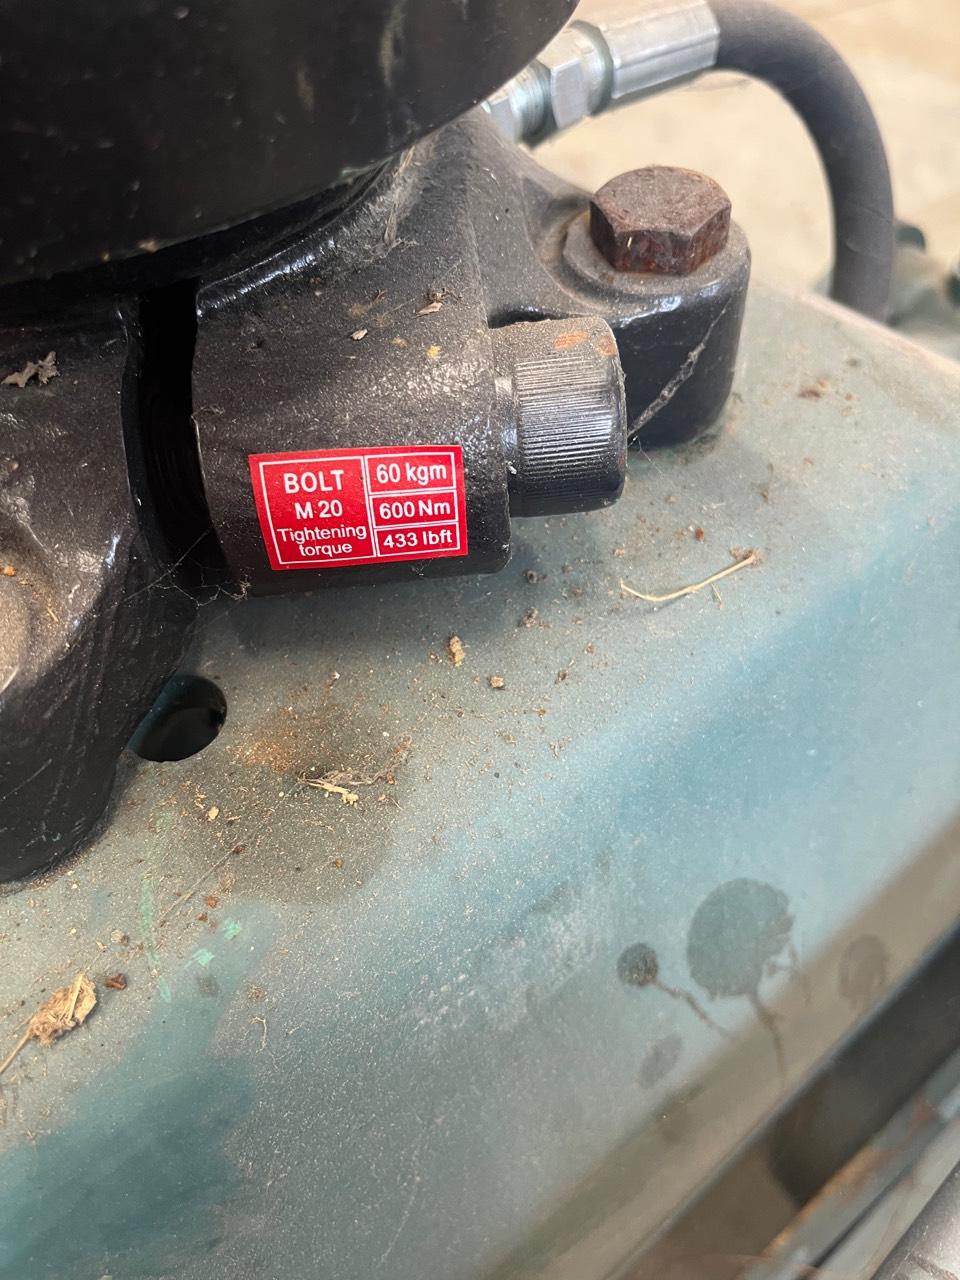 BOLT
M 20
Tightening
torque
60 kgm
600 Nm
433 lbft